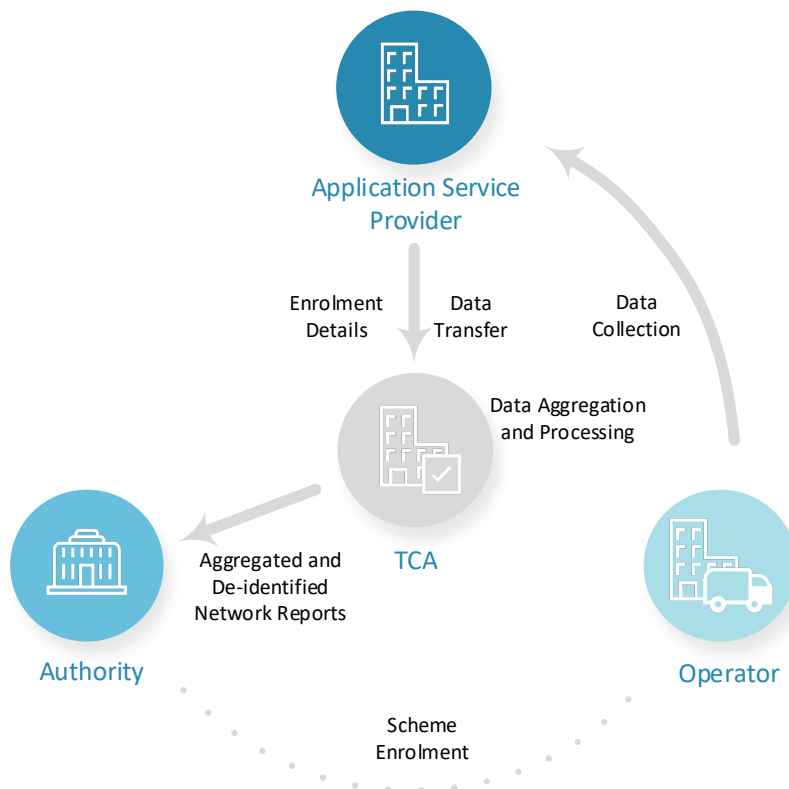 Application Service
Provider
Enrolment
Details
Data
Transfer
Data
Collection
Data Aggregation
and Processing
TCA
Aggregated and
De-identified
Network Reports
Authority
Operator
Scheme
Enrolment